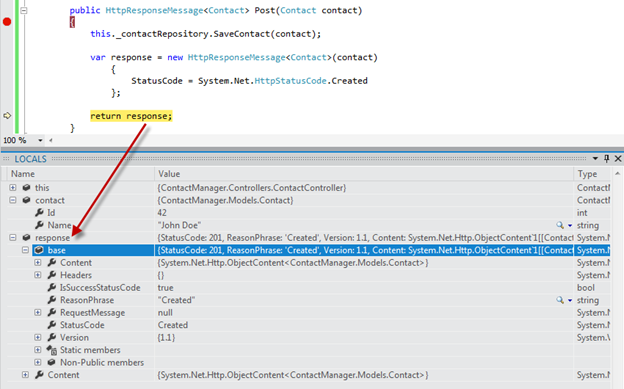 public HttpResponseMessage<Contact> Post(Contact contact)
{
this._contactRepository.SaveContact(contact);
var response = new HttpResponseMessage<Contact>(contact)
{
StatusCode = System.Net.HttpStatusCode.Created
};
return response;
}
100 %
LOCALS
Name Value Type
this {ContactManager.Controllers.ContactController} ContactM
contact {ContactManager.Models.Contact} ContactM
Id 42 int
Name "John Doe" string
response {StatusCode: 201, ReasonPhrase: 'Created', Version: 1.1, Content: System.Net.Http.ObjectContent`1[[Contact System.N
base {StatusCode: 201, ReasonPhrase: 'Created', Version: 1.1, Content: System.Net.Http.ObjectContent`1[[Contact System.N
Content {System.Net.Http.ObjectContent<ContactManager.Models.Contact>} System.N
Headers {} System.N
IsSuccessStatusCode true bool
ReasonPhrase "Created" string
RequestMessage null System.N
StatusCode Created System.N
Version {1.1} System.V
Static members
Non-Public members
Content {System.Net.Http.ObjectContent<ContactManager.Models.Contact>} System.N